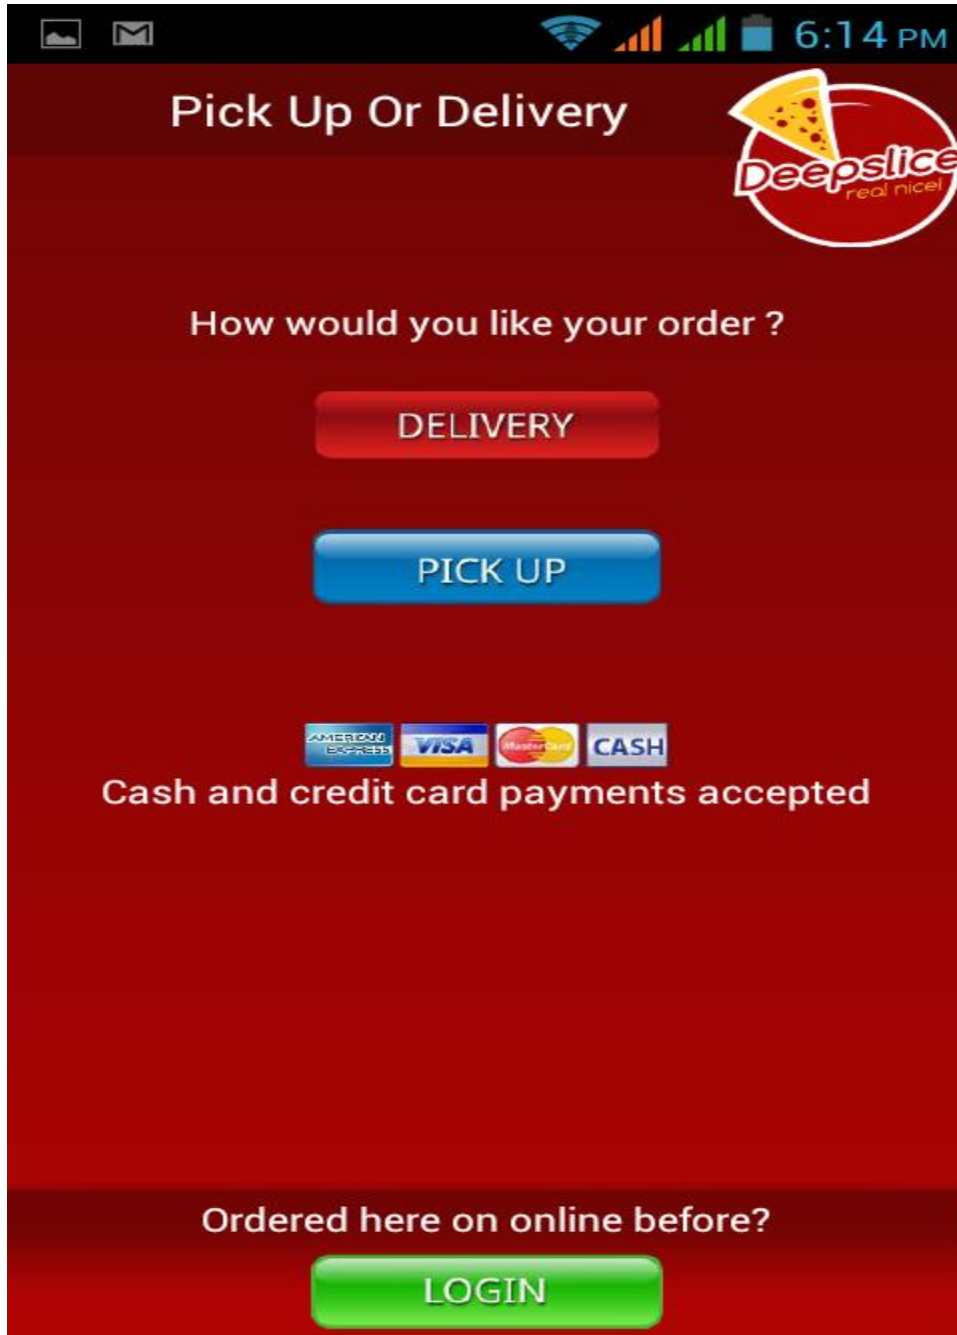 6:14 PM
Pick Up Or Delivery
Deepslice
real nice!
How would you like your order ?
DELIVERY
PICK UP
AMERICAN EXPRESS VISA MasterCard CASH
Cash and credit card payments accepted
Ordered here on online before?
LOGIN